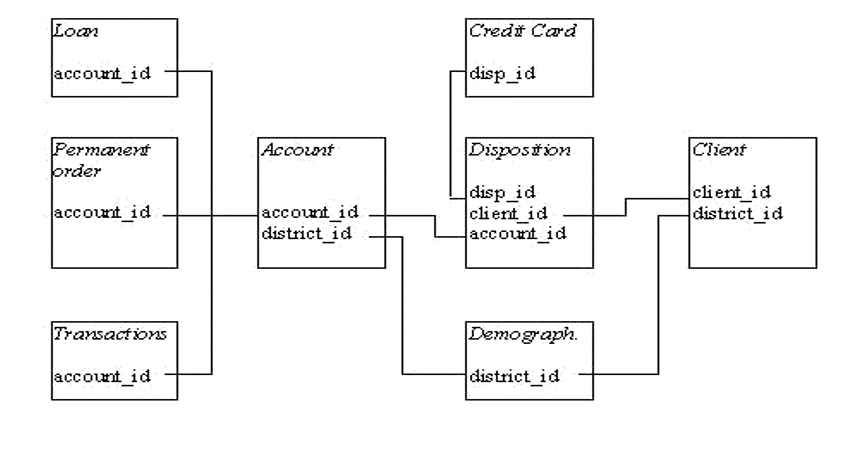 Loan
account_id
Credit Card
disp_id
Permanent
order
account_id
Account
account_id
district_id
Disposition
disp_id
client_id
account_id
Client
client_id
district_id
Transactions
account_id
Demograph.
district_id